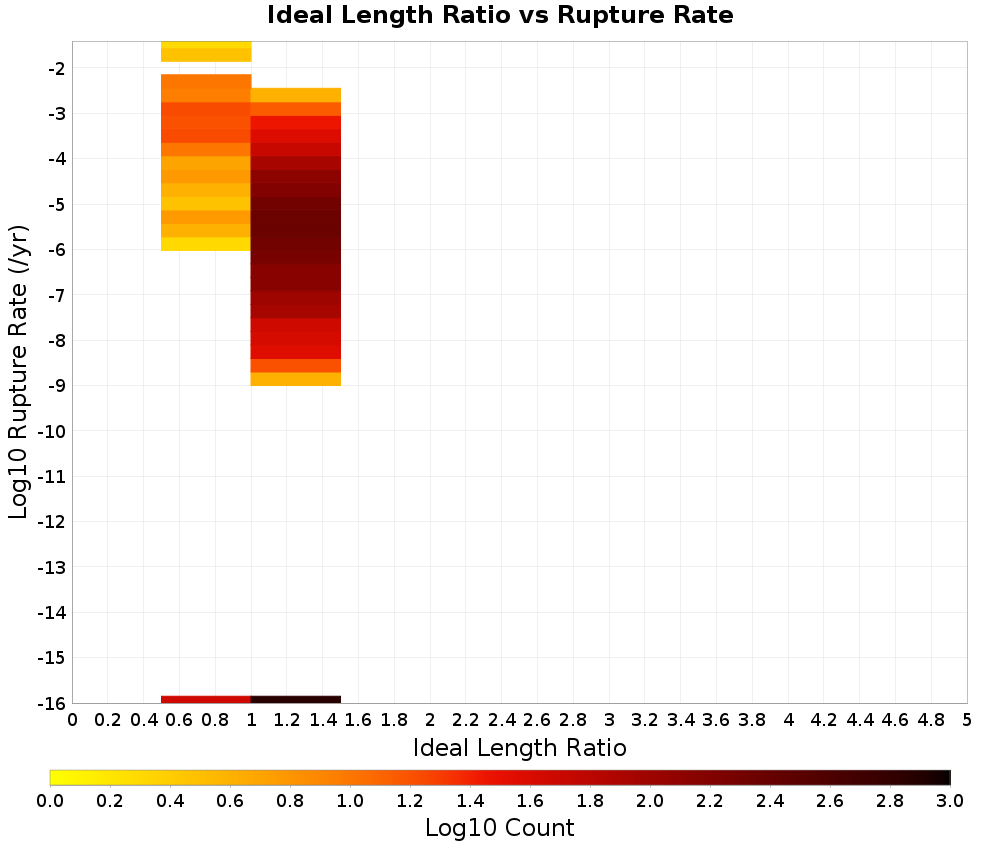 Ideal Length Ratio vs Rupture Rate
Log10 Rupture Rate (/yr)
-2
-3
-4
-5
-6
-7
-8
-9
-10
-11
-12
-13
-14
-15
-16
0 0.2 0.4 0.6 0.8 1 1.2 1.4 1.6 1.8 2 2.2 2.4 2.6 2.8 3 3.2 3.4 3.6 3.8 4 4.2 4.4 4.6 4.8 5
Ideal Length Ratio
0.0 0.2 0.4 0.6 0.8 1.0 1.2 1.4 1.6 1.8 2.0 2.2 2.4 2.6 2.8 3.0
Log10 Count